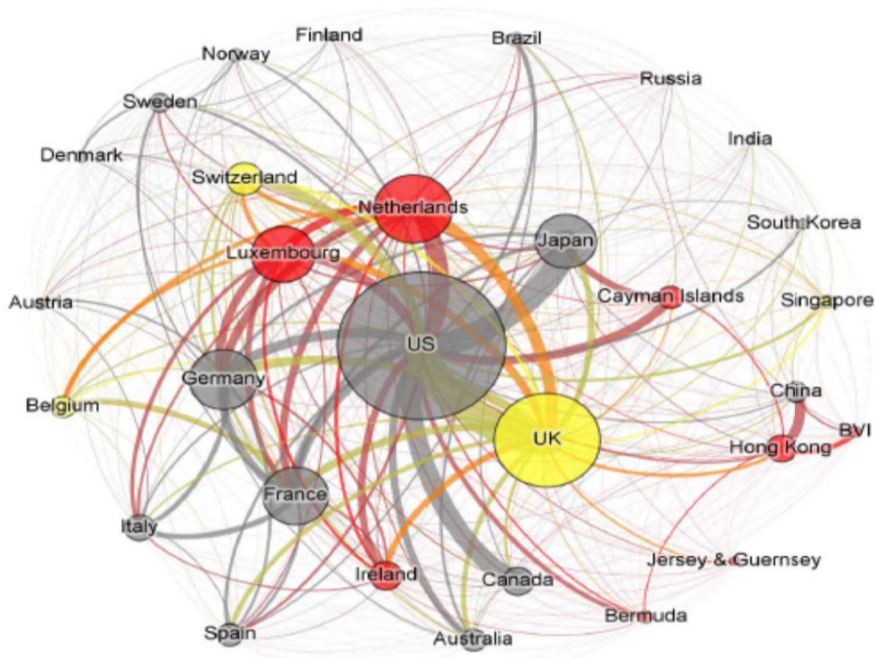 Finland
Brazil
Norway
Russia
Sweden
India
Denmark
Switzerland
Netherlands
South Korea
Japan
Luxembourg
Cayman Islands
Singapore
Austria
US
Germany
China
Belgium
BVI
UK
Hong Kong
France
Italy
Jersey & Guernsey
Ireland
Canada
Bermuda
Spain
Australia